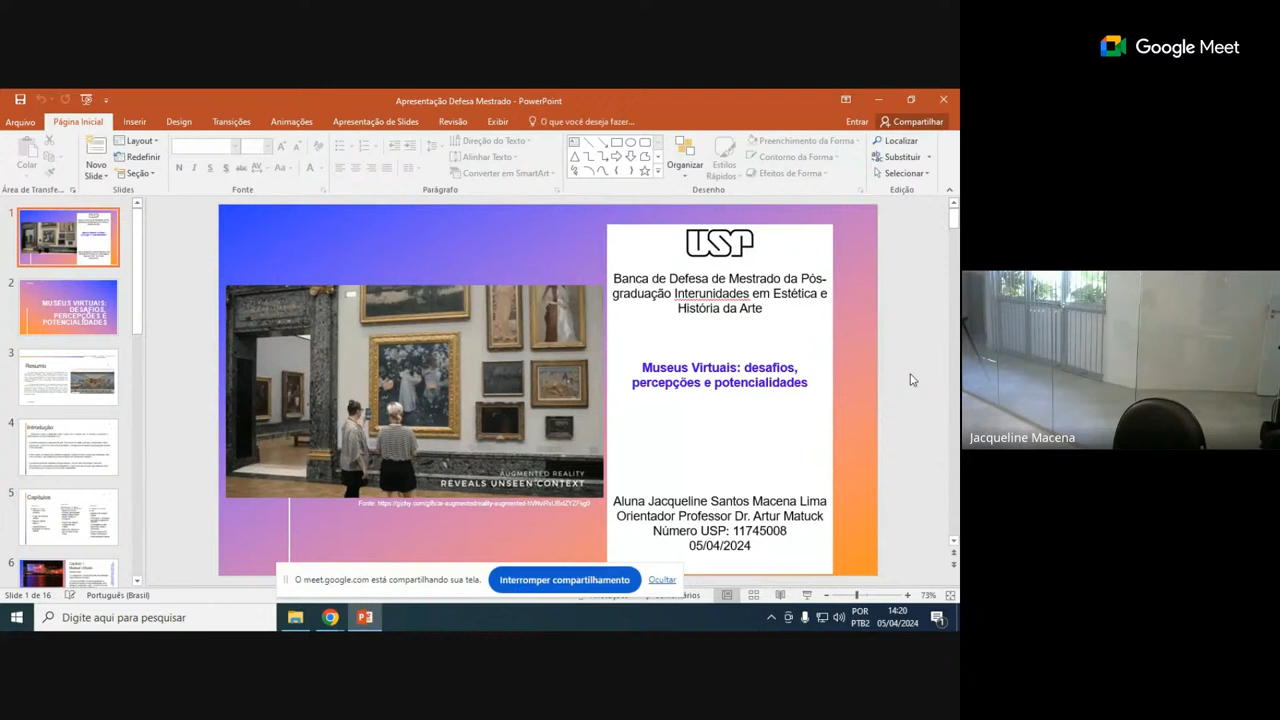 Google Meet
Apresentação Defesa Mestrado - PowerPoint
Arquivo
Página Inicial
Inserir
Design
Transições
Animações
Apresentação de Slides
Revisão
Exibir
O que você deseja fazer...
Entrar
Compartilhar
Colar
Novo Slide
Layout
Redefinir
Seção
Direção do Texto
Alinhar Texto
Converter em SmartArt
Organizar
Estilos Rápidos
Preenchimento da Forma
Contorno da Forma
Efeitos de Forma
Localizar
Substituir
Selecionar
Área de Transfe...
Slides
Fonte
Parágrafo
Desenho
Edição
1
2
MUSEUS VIRTUAIS:
DESAFIOS,
PERCEPÇÕES E
POTENCIALIDADES
3
Resumo
4
Introdução
5
Capítulos
6
USP
Banca de Defesa de Mestrado da Pós-
graduação Interunidades em Estética e
História da Arte
Museus Virtuais: desafios,
percepções e potencialidades
AUGMENTED REALITY
REVEALS UNSEEN CONTEXT
Aluna Jacqueline Santos Macena Lima
Orientador Professor Dr. Artur Matuck
Número USP: 11745008
05/04/2024
Jacqueline Macena
O meet.google.com está compartilhando sua tela.
Interromper compartilhamento
Ocultar
Slide 1 de 16
Português (Brasil)
73%
Digite aqui para pesquisar
POR
PTB2
14:20
05/04/2024